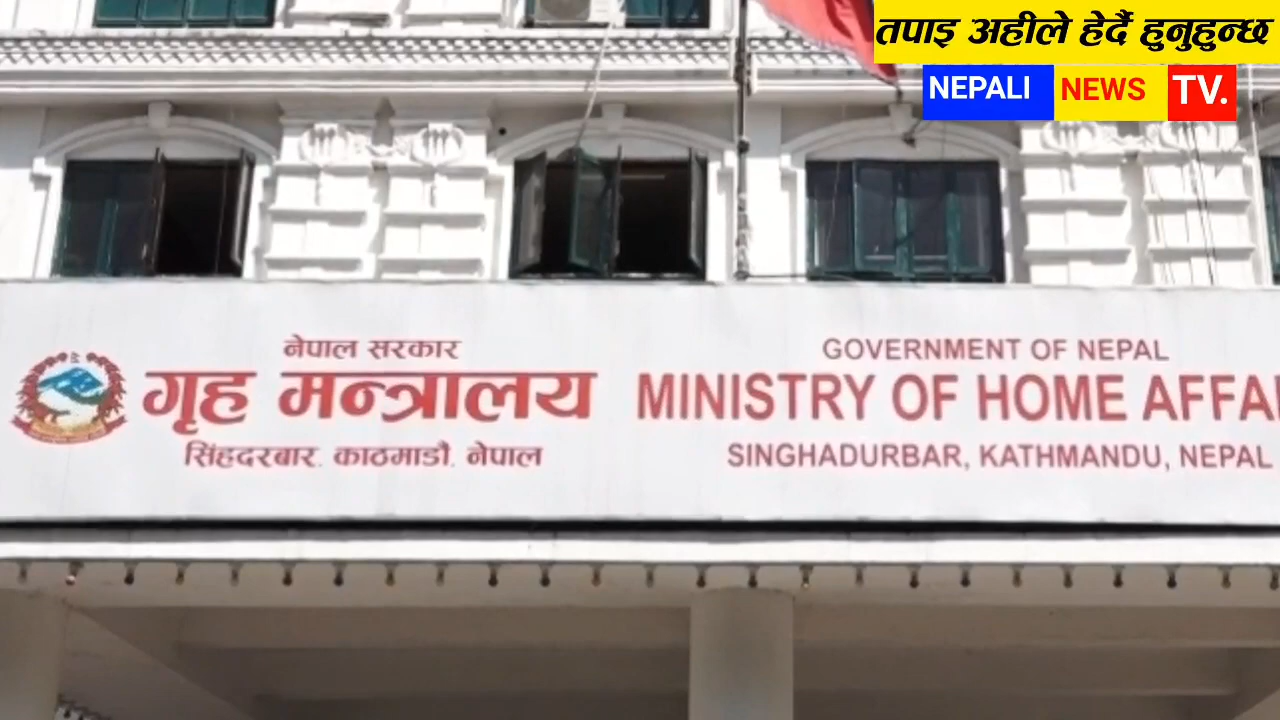 तपाइ अहीले हेर्दै हुनुहुन्छ
NEPALI NEWS TV.
नेपाल सरकार
गृह मन्त्रालय
सिंहदरबार, काठमाडौं, नेपाल
GOVERNMENT OF NEPAL
MINISTRY OF HOME AFFAI
SINGHADURBAR, KATHMANDU, NEPAL